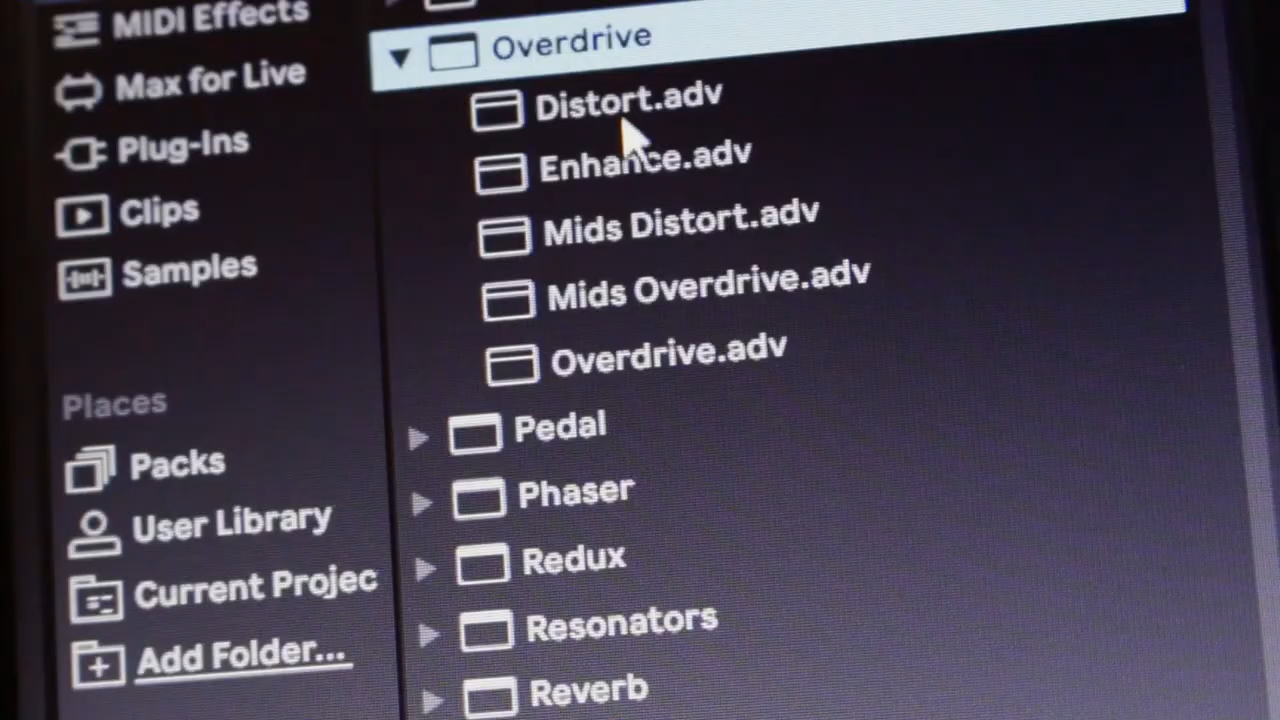 MIDI Effects
Max for Live
Plug-Ins
Clips
Samples
Places
Packs
User Library
Current Projec
Add Folder...
Overdrive
Distort.adv
Enhance.adv
Mids Distort.adv
Mids Overdrive.adv
Overdrive.adv
Pedal
Phaser
Redux
Resonators
Reverb